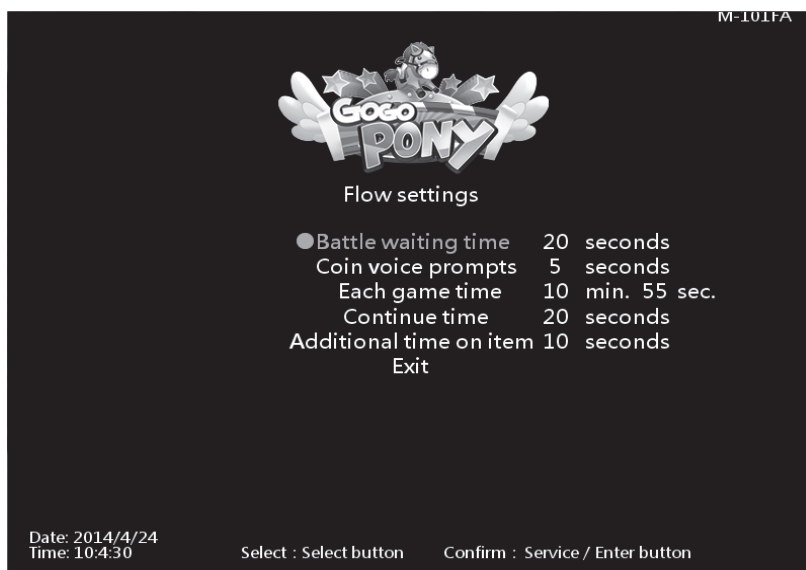 M-101FA
GOGO
PONY
Flow settings
Battle waiting time 20 seconds
Coin voice prompts 5 seconds
Each game time 10 min. 55 sec.
Continue time 20 seconds
Additional time on item 10 seconds
Exit
Date: 2014/4/24
Time: 10:4:30
Select : Select button Confirm : Service / Enter button